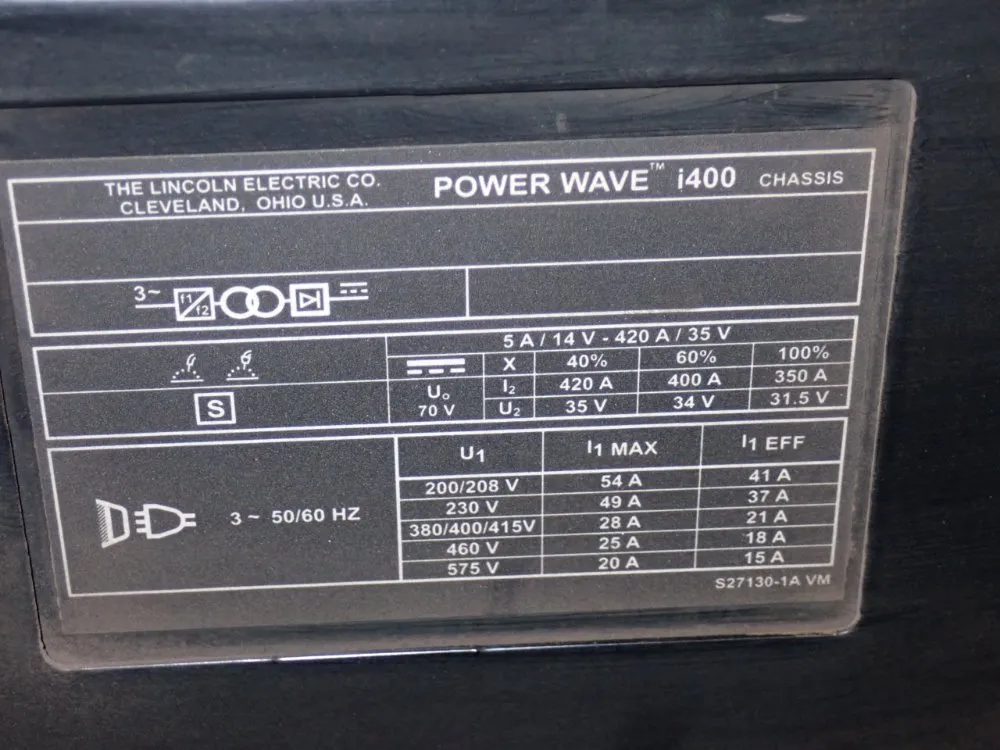 THE LINCOLN ELECTRIC CO.
CLEVELAND, OHIO U.S.A.
POWER WAVE™ i400 CHASSIS
3~
f1
f2
5 A / 14 V - 420 A / 35 V
X 40% 60% 100%
U₀
70 V
I₂ 420 A 400 A 350 A
U₂ 35 V 34 V 31.5 V
S
U1 I1 MAX I1 EFF
200/208 V 54 A 41 A
230 V 49 A 37 A
380/400/415V 28 A 21 A
460 V 25 A 18 A
575 V 20 A 15 A
3 ~ 50/60 HZ
S27130-1A VM